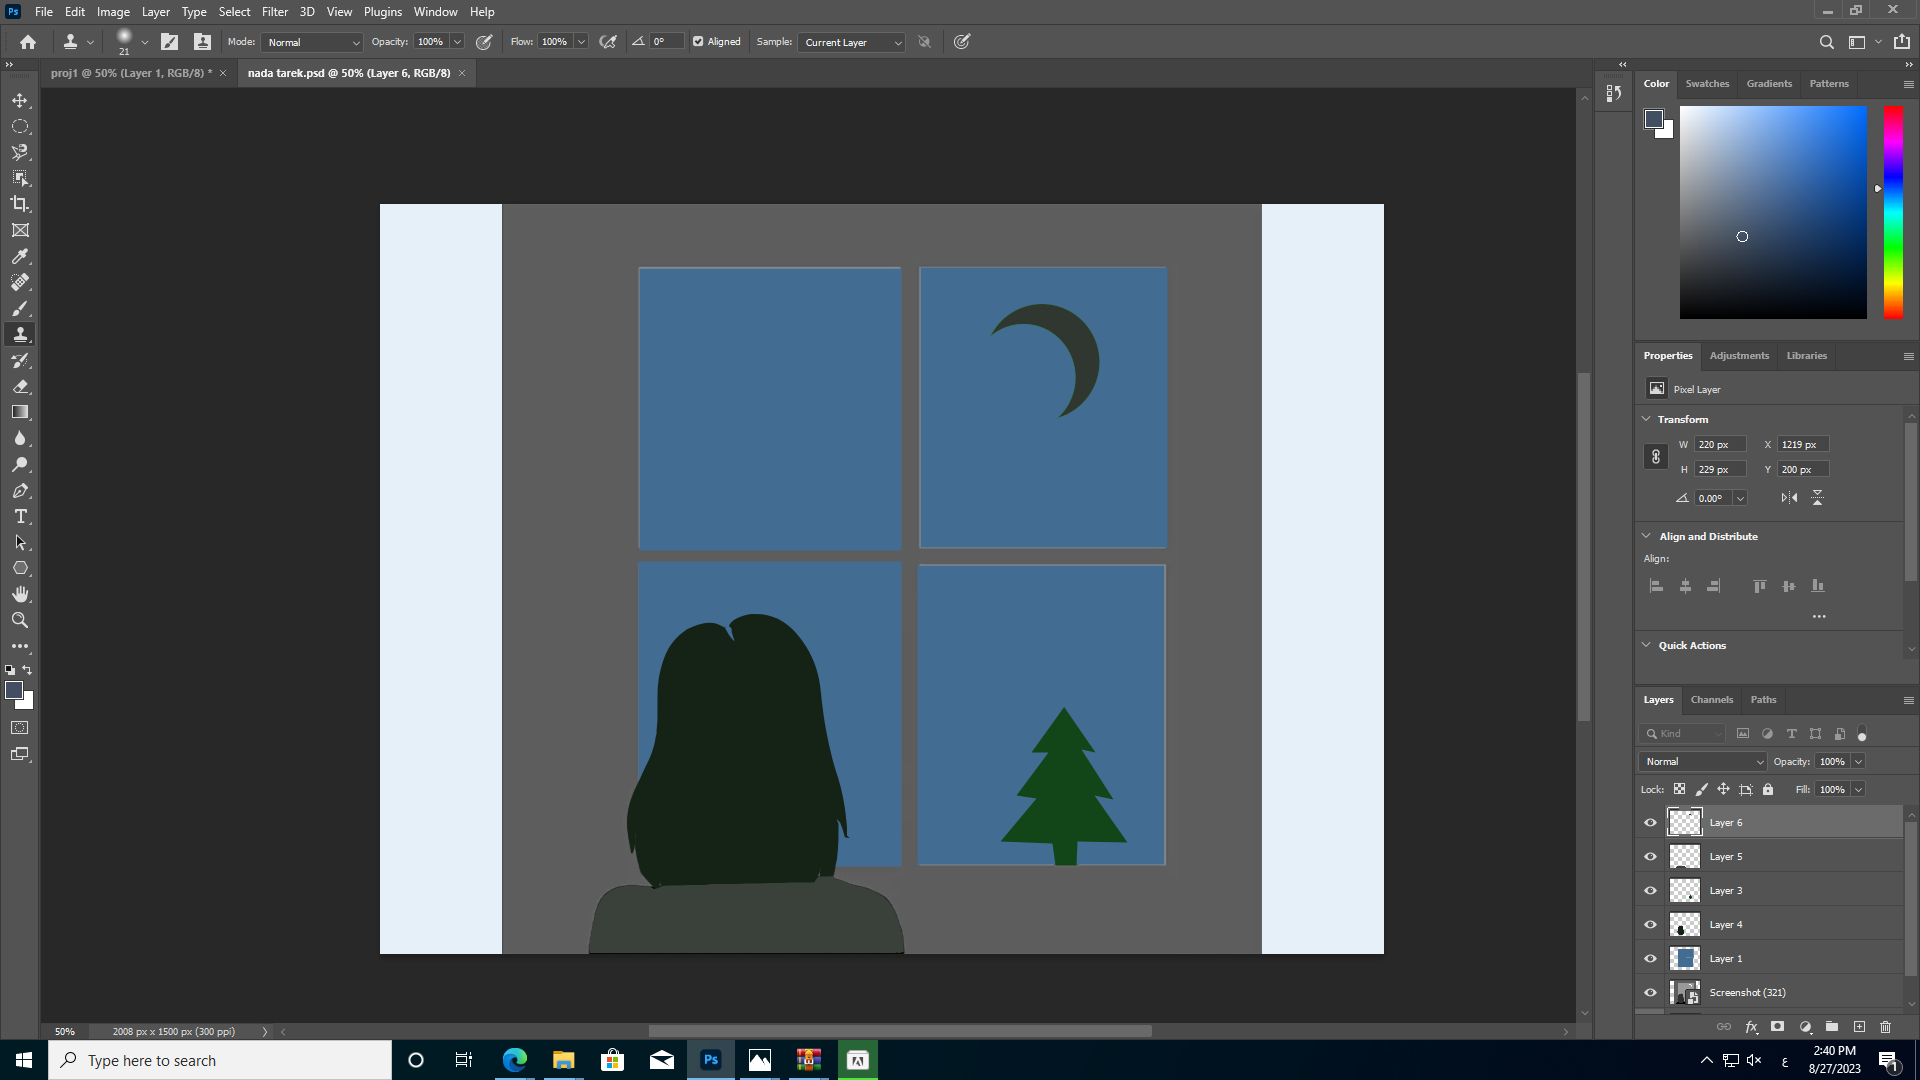 Ps File Edit Image Layer Type Select Filter 3D View Plugins Window Help
21 Mode: Normal Opacity: 100% Flow: 100% 0° Aligned Sample: Current Layer
proj1 @ 50% (Layer 1, RGB/8) * × nada tarek.psd @ 50% (Layer 6, RGB/8) ×
Color Swatches Gradients Patterns
Properties Adjustments Libraries
Pixel Layer
Transform
W 220 px X 1219 px
H 229 px Y 200 px
0.00°
Align and Distribute
Align:
Quick Actions
Layers Channels Paths
Kind
Normal Opacity: 100%
Lock: Fill: 100%
Layer 6
Layer 5
Layer 3
Layer 4
Layer 1
Screenshot (321)
50% 2008 px x 1500 px (300 ppi)
Type here to search
Ps
ع
2:40 PM
8/27/2023
1